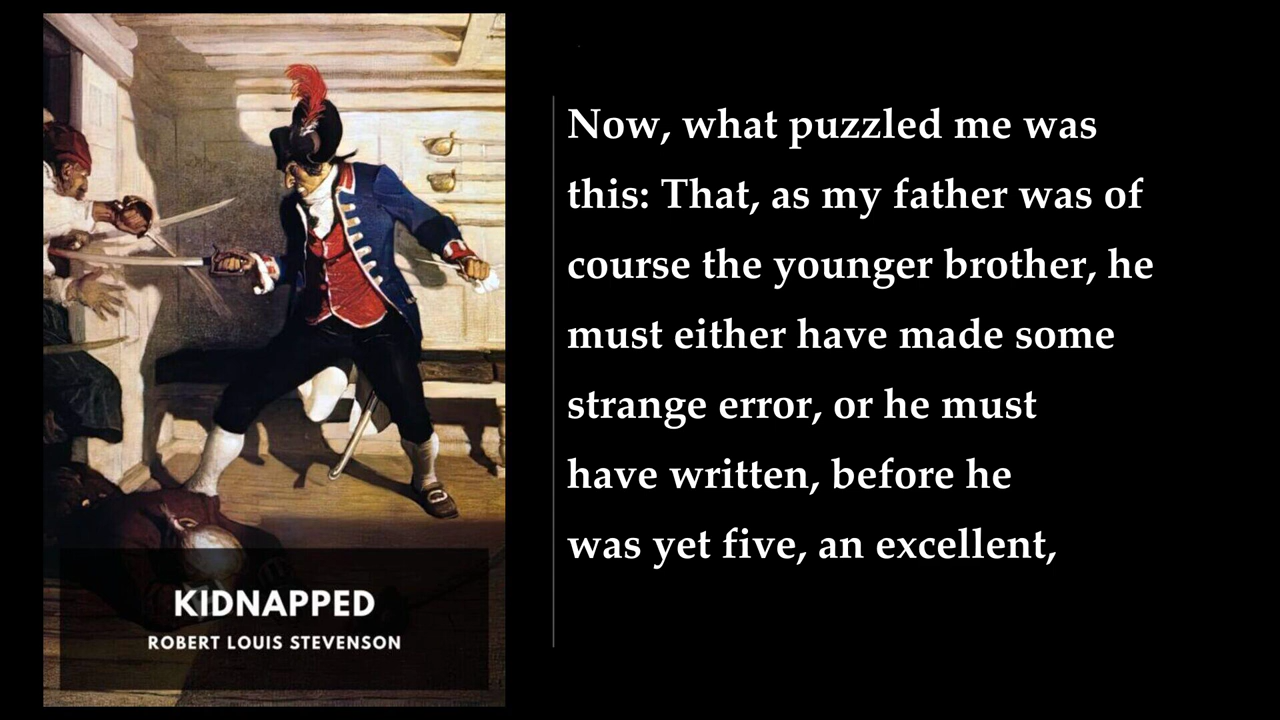 KIDNAPPED
ROBERT LOUIS STEVENSON
Now, what puzzled me was
this: That, as my father was of
course the younger brother, he
must either have made some
strange error, or he must
have written, before he
was yet five, an excellent,